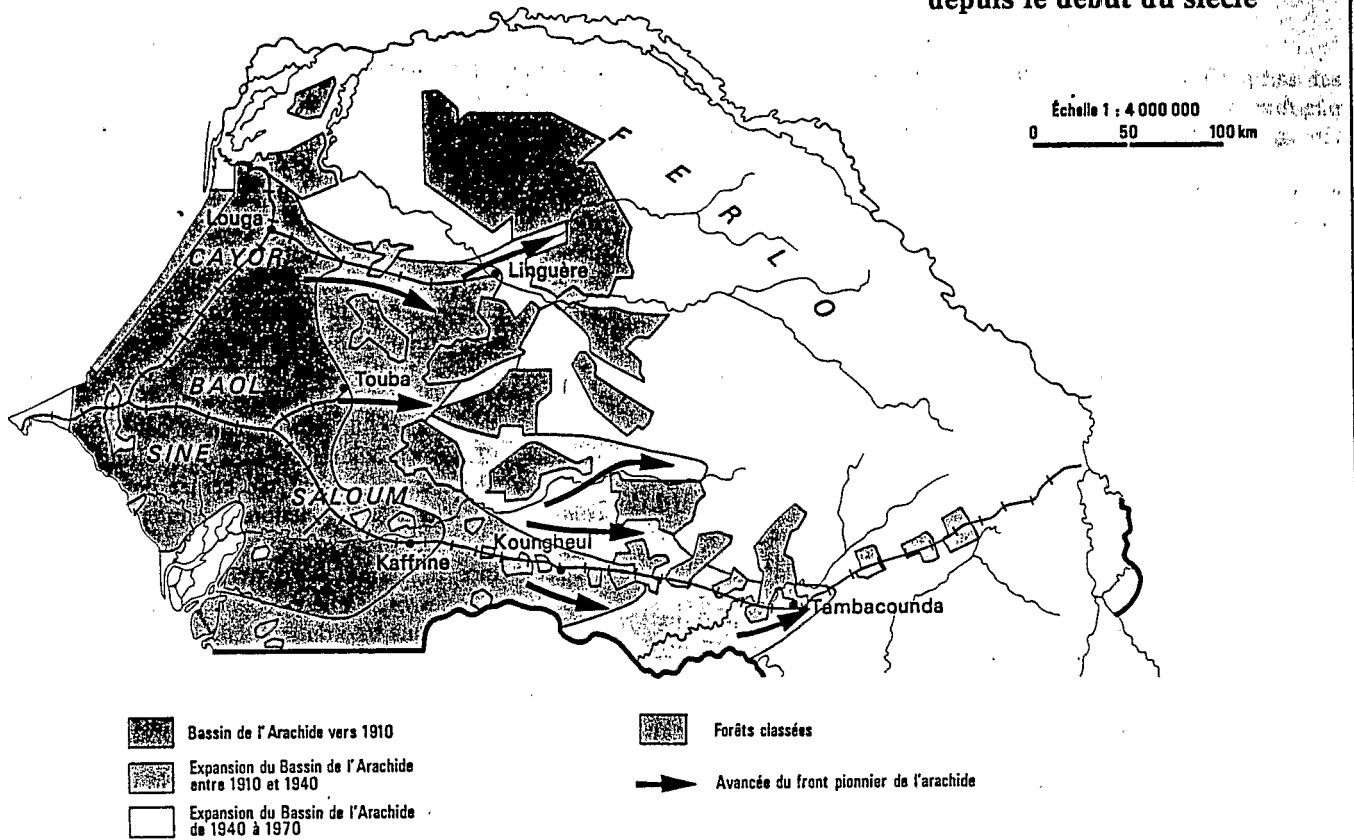 depuis le début du siècle
Échelle 1 : 4 000 000
0 50 100 km
FERLO
Louga
CAYOR
Linguère
BAOL
Touba
SINE
SALOUM
Koungheul
Kaffrine
Tambacounda
Bassin de l'Arachide vers 1910
Expansion du Bassin de l'Arachide
entre 1910 et 1940
Expansion du Bassin de l'Arachide
de 1940 à 1970
Forêts classées
Avancée du front pionnier de l'arachide